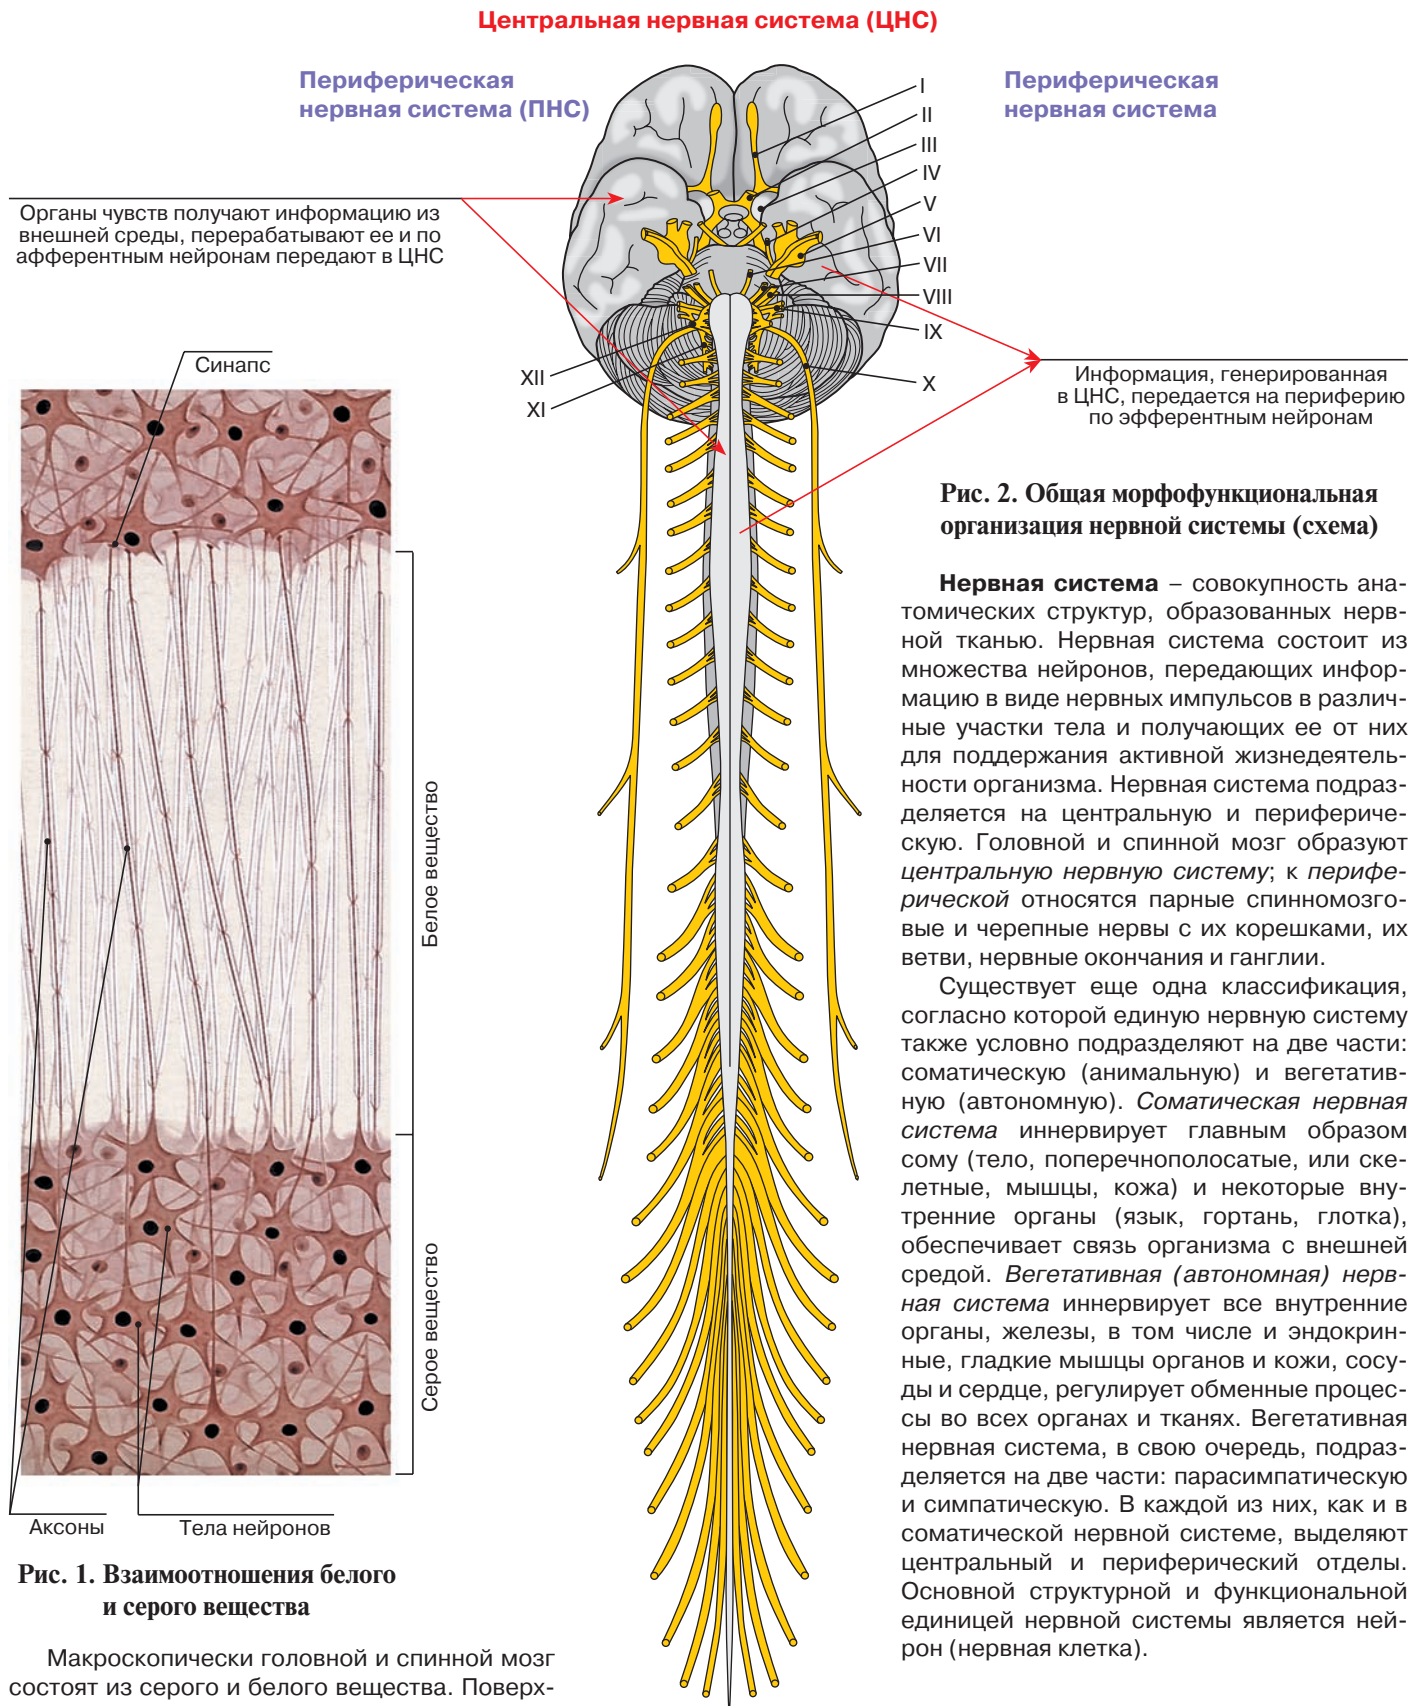 Центральная нервная система (ЦНС)
Периферическая
нервная система (ПНС)
Периферическая
нервная система
I
II
III
IV
V
VI
VII
VIII
IX
X
XII
XI
Органы чувств получают информацию из
внешней среды, перерабатывают ее и по
афферентным нейронам передают в ЦНС
Информация, генерированная
в ЦНС, передается на периферию
по эфферентным нейронам
Синапс
Белое вещество
Серое вещество
Аксоны
Тела нейронов
Рис. 1. Взаимоотношения белого
и серого вещества
Макроскопически головной и спинной мозг
состоят из серого и белого вещества. Поверх-
Рис. 2. Общая морфофункциональная
организация нервной системы (схема)
Нервная система – совокупность ана-
томических структур, образованных нерв-
ной тканью. Нервная система состоит из
множества нейронов, передающих инфор-
мацию в виде нервных импульсов в различ-
ные участки тела и получающих ее от них
для поддержания активной жизнедеятель-
ности организма. Нервная система подраз-
деляется на центральную и перифериче-
скую. Головной и спинной мозг образуют
центральную нервную систему; к перифе-
рической относятся парные спинномозго-
вые и черепные нервы с их корешками, их
ветви, нервные окончания и ганглии.
Существует еще одна классификация,
согласно которой единую нервную систему
также условно подразделяют на две части:
соматическую (анимальную) и вегетатив-
ную (автономную). Соматическая нервная
система иннервирует главным образом
сому (тело, поперечнополосатые, или ске-
летные, мышцы, кожа) и некоторые вну-
тренние органы (язык, гортань, глотка),
обеспечивает связь организма с внешней
средой. Вегетативная (автономная) нерв-
ная система иннервирует все внутренние
органы, железы, в том числе и эндокрин-
ные, гладкие мышцы органов и кожи, сосу-
ды и сердце, регулирует обменные процес-
сы во всех органах и тканях. Вегетативная
нервная система, в свою очередь, подраз-
деляется на две части: парасимпатическую
и симпатическую. В каждой из них, как и в
соматической нервной системе, выделяют
центральный и периферический отделы.
Основной структурной и функциональной
единицей нервной системы является ней-
рон (нервная клетка).